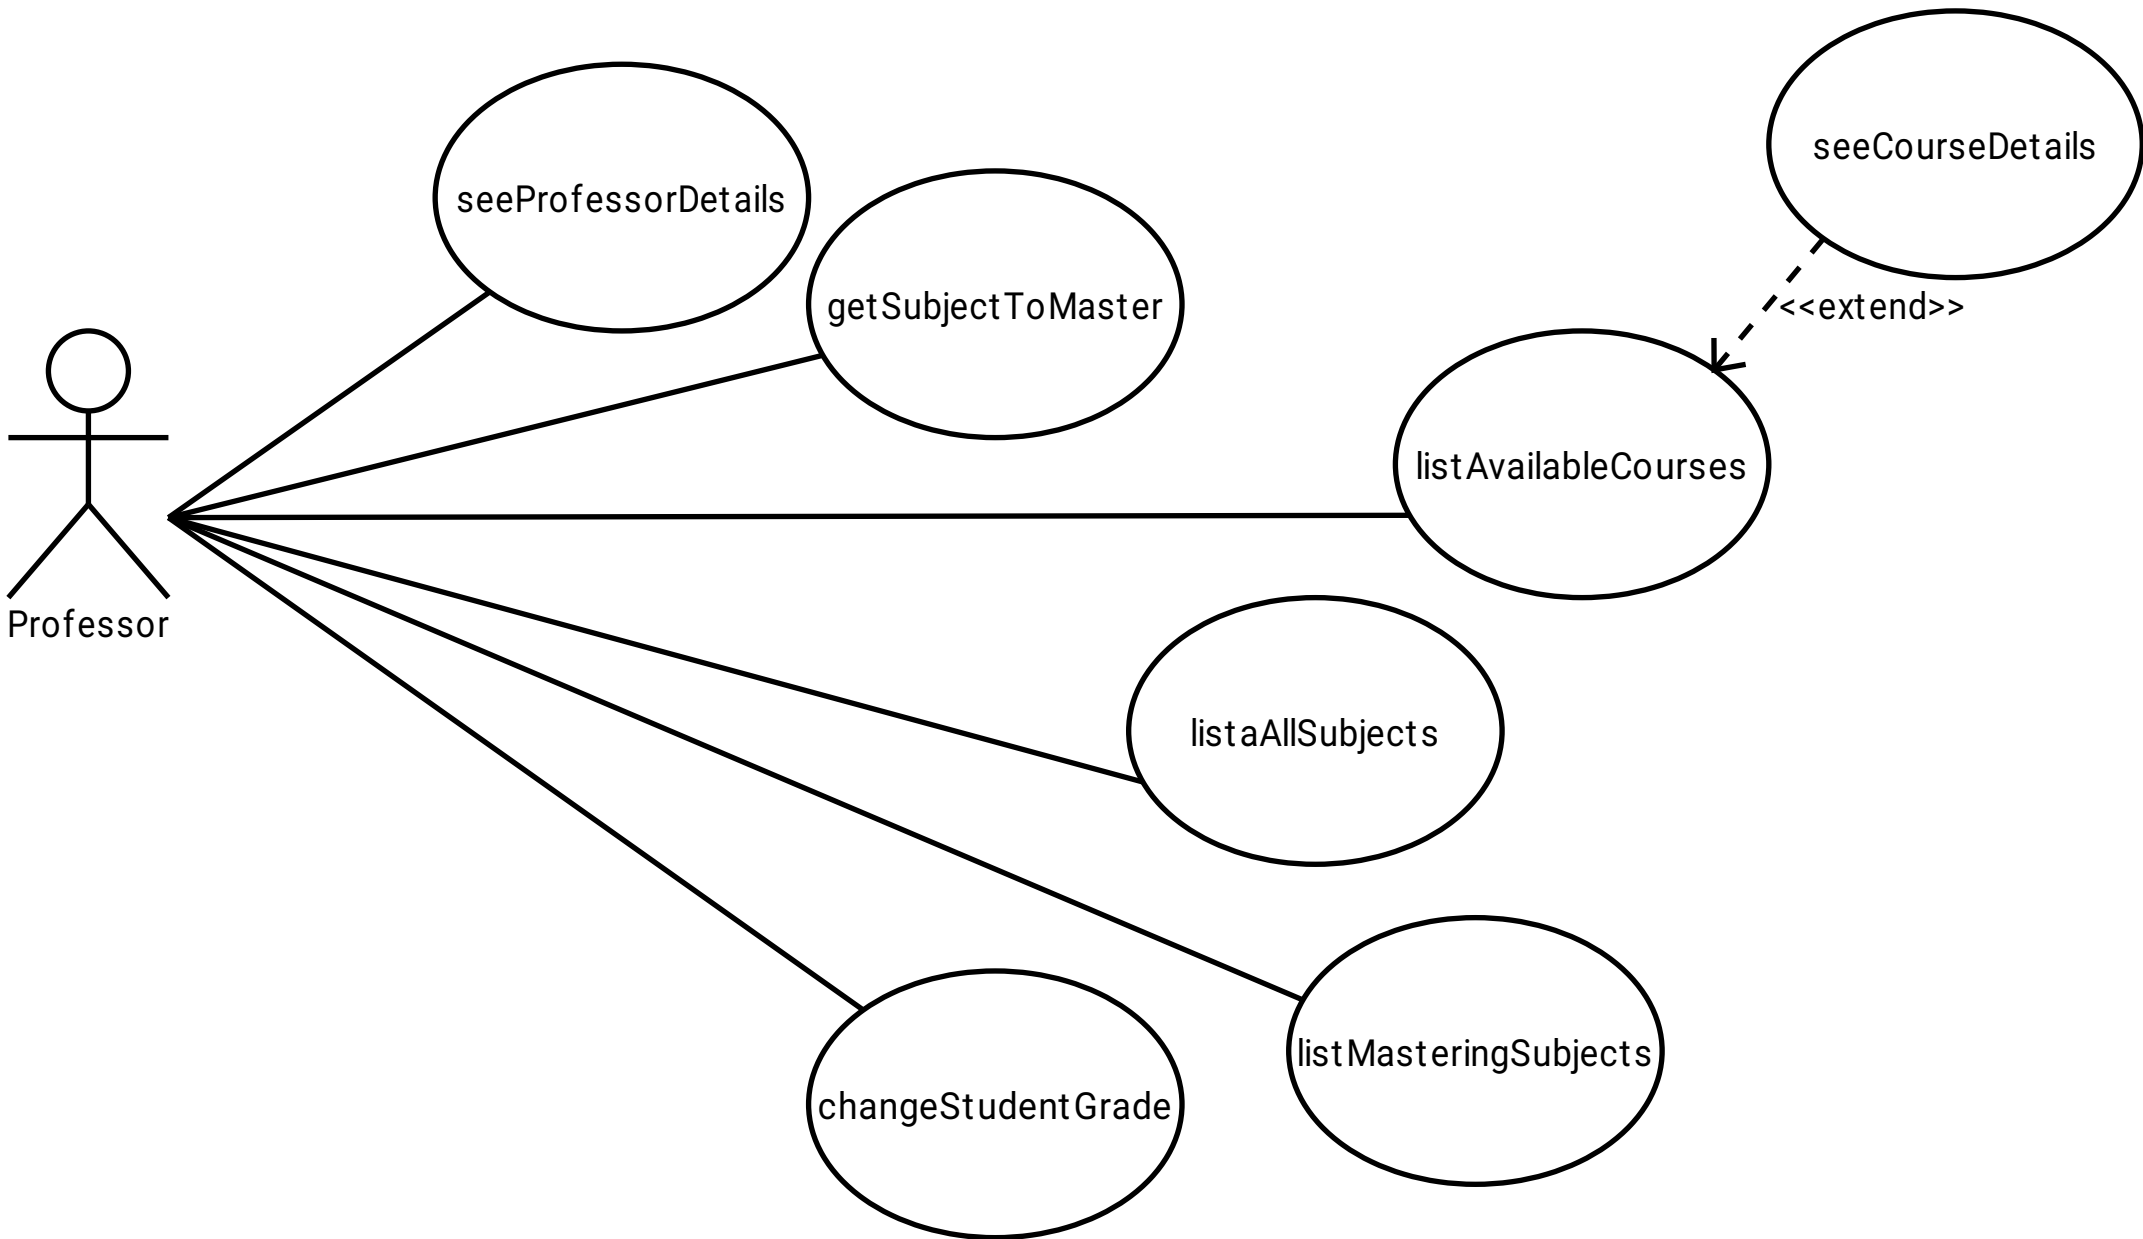 seeCourseDetails
seeProfessorDetails
getSubjectToMaster
<<extend>>
listAvailableCourses
Professor
listaAllSubjects
listMasteringSubjects
changeStudentGrade